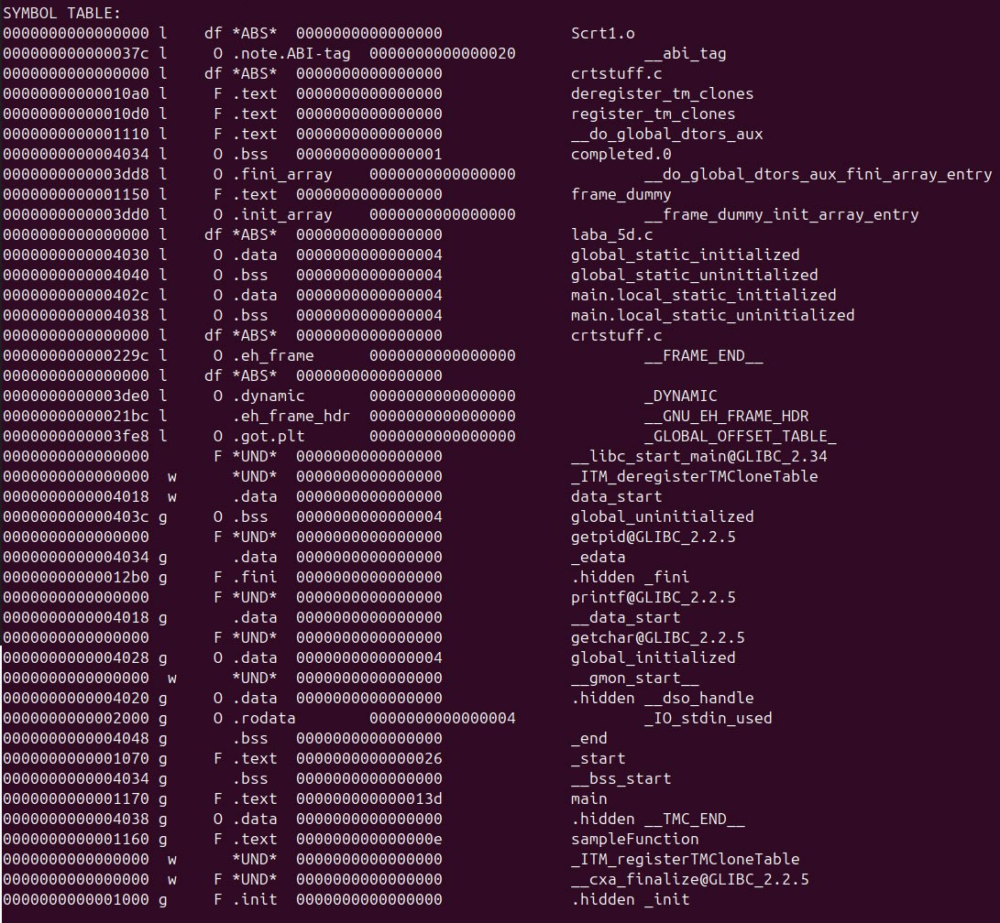 SYMBOL TABLE:
0000000000000000 l    df *ABS*  0000000000000000              Scrt1.o
000000000000037c l     O .note.ABI-tag  0000000000000020              __abi_tag
0000000000000000 l    df *ABS*  0000000000000000              crtstuff.c
00000000000010a0 l     F .text  0000000000000000              deregister_tm_clones
00000000000010d0 l     F .text  0000000000000000              register_tm_clones
0000000000001110 l     F .text  0000000000000000              __do_global_dtors_aux
0000000000004034 l     O .bss   0000000000000001              completed.0
0000000000003dd8 l     O .fini_array    0000000000000000              __do_global_dtors_aux_fini_array_entry
0000000000001150 l     F .text  0000000000000000              frame_dummy
0000000000003dd0 l     O .init_array    0000000000000000              __frame_dummy_init_array_entry
0000000000000000 l    df *ABS*  0000000000000000              laba_5d.c
0000000000004030 l     O .data  0000000000000004              global_static_initialized
0000000000004040 l     O .bss   0000000000000004              global_static_uninitialized
000000000000402c l     O .data  0000000000000004              main.local_static_initialized
0000000000004038 l     O .bss   0000000000000004              main.local_static_uninitialized
0000000000000000 l    df *ABS*  0000000000000000              crtstuff.c
000000000000229c l     O .eh_frame      0000000000000000              __FRAME_END__
0000000000000000 l    df *ABS*  0000000000000000
0000000000003de0 l     O .dynamic       0000000000000000              _DYNAMIC
00000000000021bc l       .eh_frame_hdr  0000000000000000              __GNU_EH_FRAME_HDR
0000000000003fe8 l     O .got.plt       0000000000000000              _GLOBAL_OFFSET_TABLE_
0000000000000000       F *UND*  0000000000000000              __libc_start_main@GLIBC_2.34
0000000000000000  w      *UND*  0000000000000000              _ITM_deregisterTMCloneTable
0000000000004018  w      .data  0000000000000000              data_start
000000000000403c g     O .bss   0000000000000004              global_uninitialized
0000000000000000       F *UND*  0000000000000000              getpid@GLIBC_2.2.5
0000000000004034 g       .data  0000000000000000              _edata
00000000000012b0 g     F .fini  0000000000000000              .hidden _fini
0000000000000000       F *UND*  0000000000000000              printf@GLIBC_2.2.5
0000000000004018 g       .data  0000000000000000              __data_start
0000000000000000       F *UND*  0000000000000000              getchar@GLIBC_2.2.5
0000000000004028 g     O .data  0000000000000004              global_initialized
0000000000000000  w      *UND*  0000000000000000              __gmon_start__
0000000000004020 g     O .data  0000000000000000              .hidden __dso_handle
0000000000002000 g     O .rodata        0000000000000004              _IO_stdin_used
0000000000004048 g       .bss   0000000000000000              _end
0000000000001070 g     F .text  0000000000000026              _start
0000000000004034 g       .bss   0000000000000000              __bss_start
0000000000001170 g     F .text  000000000000013d              main
0000000000004038 g     O .data  0000000000000000              .hidden __TMC_END__
0000000000001160 g     F .text  000000000000000e              sampleFunction
0000000000000000  w      *UND*  0000000000000000              _ITM_registerTMCloneTable
0000000000000000  w    F *UND*  0000000000000000              __cxa_finalize@GLIBC_2.2.5
0000000000001000 g     F .init  0000000000000000              .hidden _init